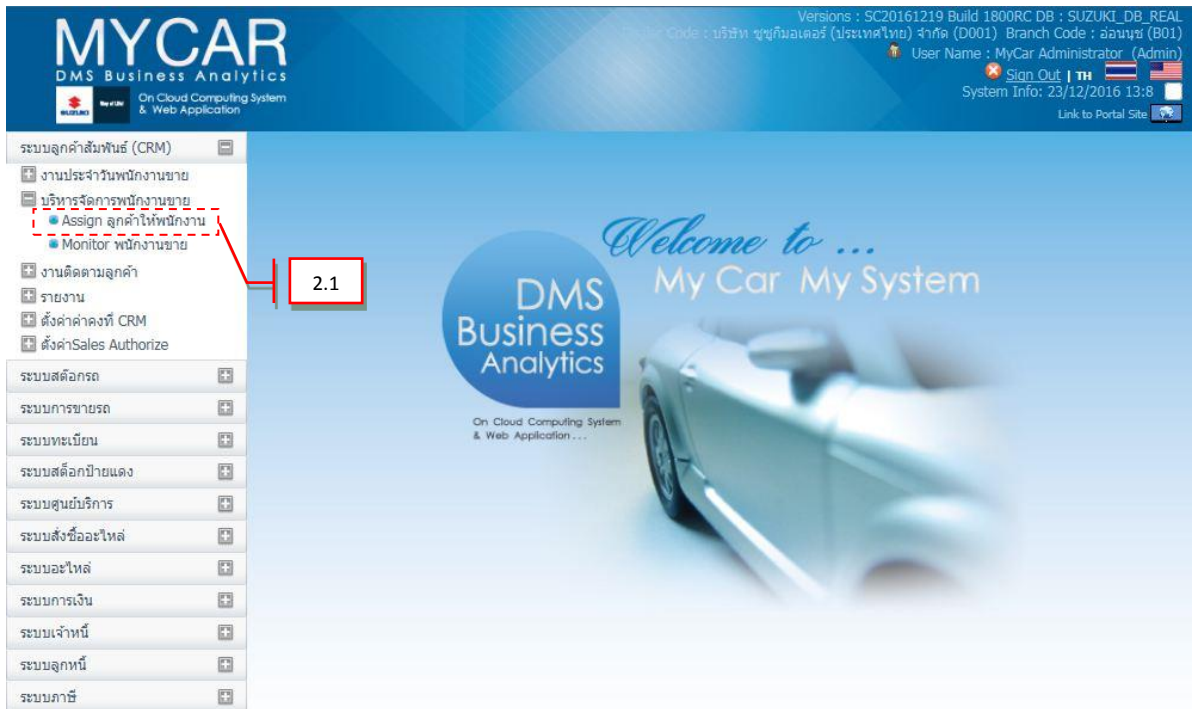 MYCAR
DMS Business Analytics
SUZUKI
Way of Life!
On Cloud Computing System
& Web Application
Versions : SC20161219 Build 1800RC DB : SUZUKI_DB_REAL
Code : บริษัท ซูซูกิมอเตอร์ (ประเทศไทย) จำกัด (D001) Branch Code : อ่อนนุช (B01)
User Name : MyCar Administrator (Admin)
Sign Out | TH
System Info: 23/12/2016 13:8
Link to Portal Site
ระบบลูกค้าสัมพันธ์ (CRM)
งานประจำวันพนักงานขาย
บริหารจัดการพนักงานขาย
Assign ลูกค้าให้พนักงาน
Monitor พนักงานขาย
งานติดตามลูกค้า
รายงาน
ตั้งค่าค่าคงที่ CRM
ตั้งค่าSales Authorize
ระบบสต๊อกรถ
ระบบการขายรถ
ระบบทะเบียน
ระบบสต็อกป้ายแดง
ระบบศูนย์บริการ
ระบบสั่งซื้ออะไหล่
ระบบอะไหล่
ระบบการเงิน
ระบบเจ้าหนี้
ระบบลูกหนี้
ระบบภาษี
2.1
Welcome to ...
My Car My System
DMS
Business
Analytics
On Cloud Computing System
& Web Application...